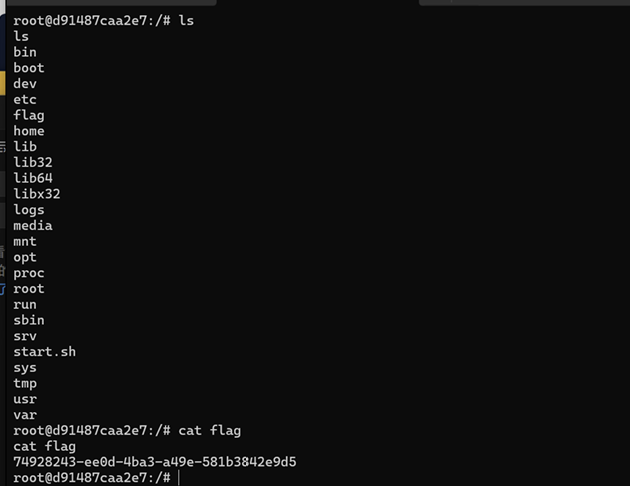 root@d91487caa2e7:/# ls
ls
bin
boot
dev
etc
flag
home
lib
lib32
lib64
libx32
logs
media
mnt
opt
proc
root
run
sbin
srv
start.sh
sys
tmp
usr
var
root@d91487caa2e7:/# cat flag
cat flag
74928243-ee0d-4ba3-a49e-581b3842e9d5
root@d91487caa2e7:/#